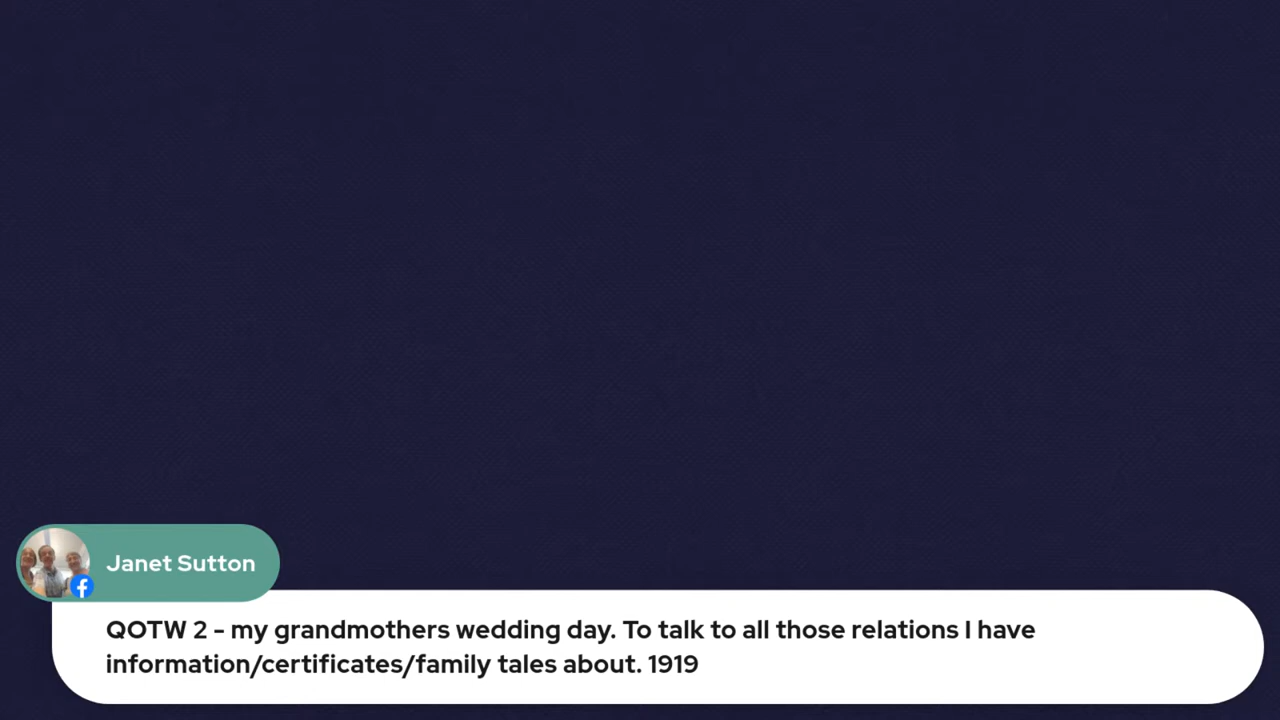 Janet Sutton
QOTW 2 - my grandmothers wedding day. To talk to all those relations I have
information/certificates/family tales about. 1919